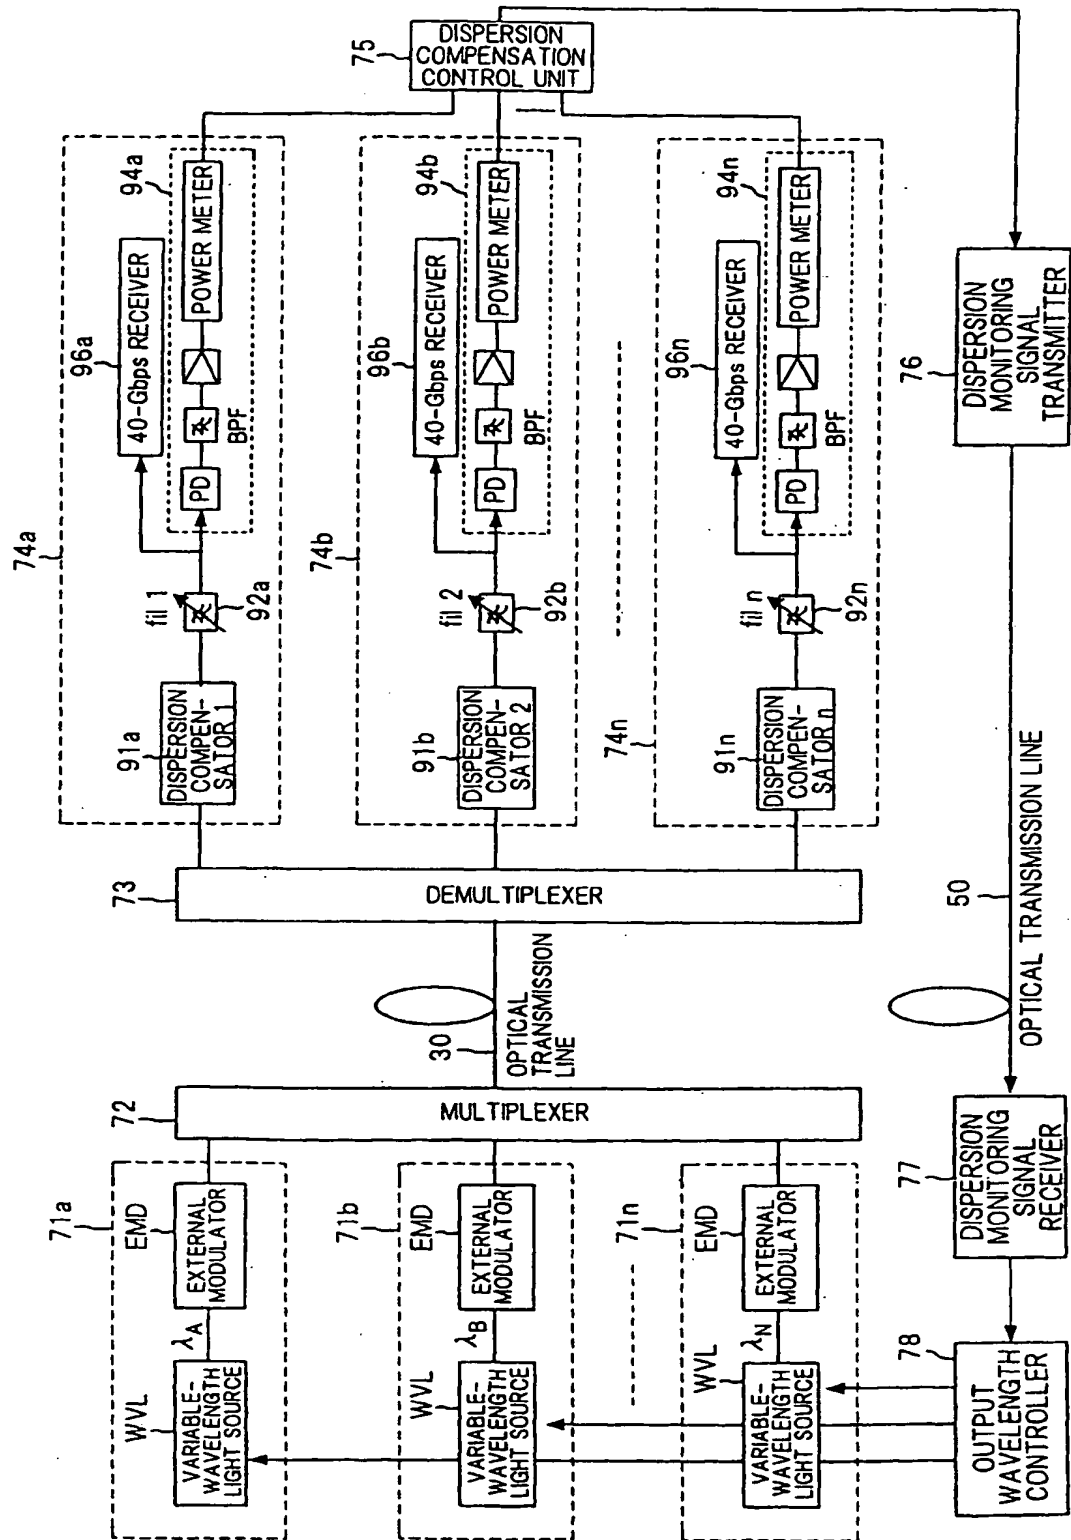 71a
WVL
VARIABLE-
WAVELENGTH
LIGHT SOURCE
λA
EMD
EXTERNAL
MODULATOR
71b
WVL
VARIABLE-
WAVELENGTH
LIGHT SOURCE
λB
EMD
EXTERNAL
MODULATOR
71n
WVL
VARIABLE-
WAVELENGTH
LIGHT SOURCE
λN
EMD
EXTERNAL
MODULATOR
72
MULTIPLEXER
30
OPTICAL
TRANSMISSION
LINE
73
DEMULTIPLEXER
74a
91a
DISPERSION
COMPEN-
SATOR 1
fil 1
92a
96a
40-Gbps RECEIVER
94a
PD
BPF
POWER METER
74b
91b
DISPERSION
COMPEN-
SATOR 2
fil 2
92b
96b
40-Gbps RECEIVER
94b
PD
BPF
POWER METER
74n
91n
DISPERSION
COMPEN-
SATOR n
fil n
92n
96n
40-Gbps RECEIVER
94n
PD
BPF
POWER METER
75
DISPERSION
COMPENSATION
CONTROL UNIT
78
OUTPUT
WAVELENGTH
CONTROLLER
77
DISPERSION
MONITORING
SIGNAL
RECEIVER
50
OPTICAL TRANSMISSION LINE
76
DISPERSION
MONITORING
SIGNAL
TRANSMITTER